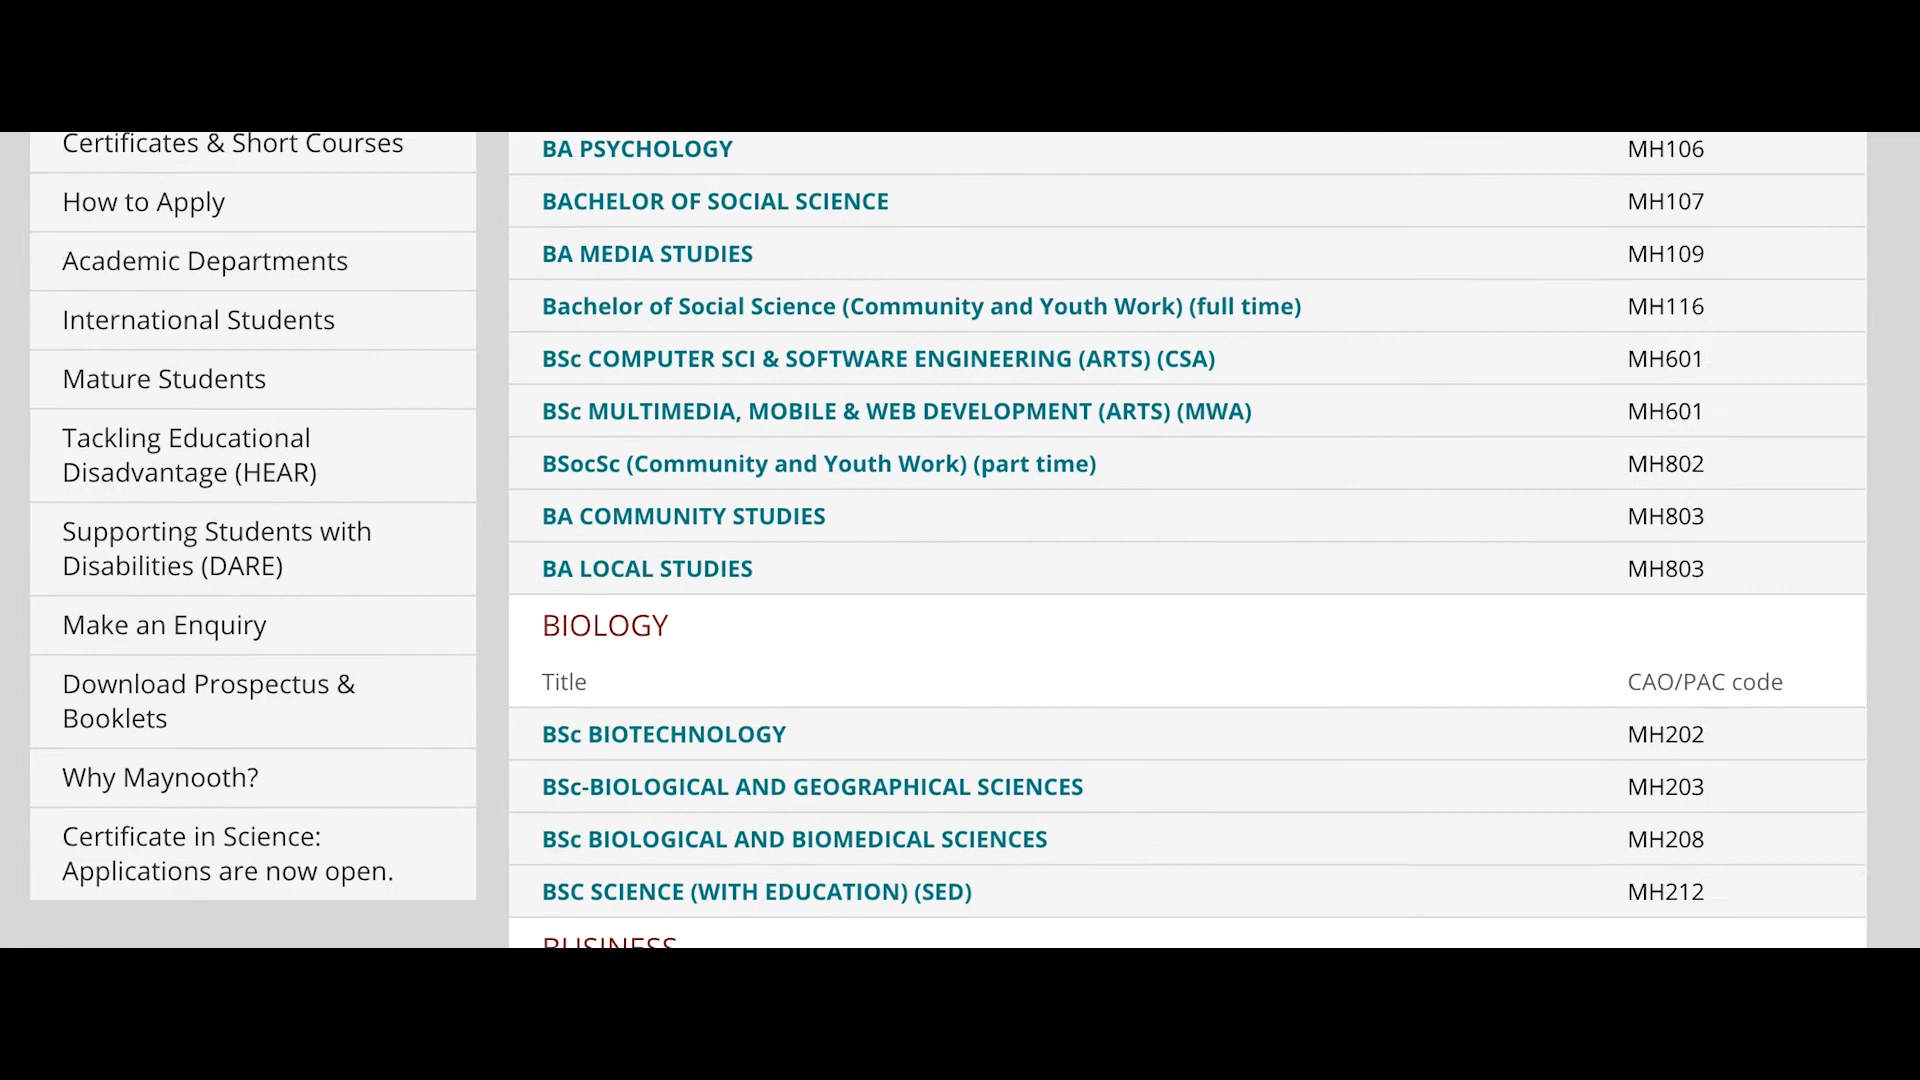 Certificates & Short Courses
How to Apply
Academic Departments
International Students
Mature Students
Tackling Educational
Disadvantage (HEAR)
Supporting Students with
Disabilities (DARE)
Make an Enquiry
Download Prospectus &
Booklets
Why Maynooth?
Certificate in Science:
Applications are now open.
BA PSYCHOLOGY MH106
BACHELOR OF SOCIAL SCIENCE MH107
BA MEDIA STUDIES MH109
Bachelor of Social Science (Community and Youth Work) (full time) MH116
BSc COMPUTER SCI & SOFTWARE ENGINEERING (ARTS) (CSA) MH601
BSc MULTIMEDIA, MOBILE & WEB DEVELOPMENT (ARTS) (MWA) MH601
BSocSc (Community and Youth Work) (part time) MH802
BA COMMUNITY STUDIES MH803
BA LOCAL STUDIES MH803
BIOLOGY
Title CAO/PAC code
BSc BIOTECHNOLOGY MH202
BSc-BIOLOGICAL AND GEOGRAPHICAL SCIENCES MH203
BSc BIOLOGICAL AND BIOMEDICAL SCIENCES MH208
BSC SCIENCE (WITH EDUCATION) (SED) MH212
BUSINESS